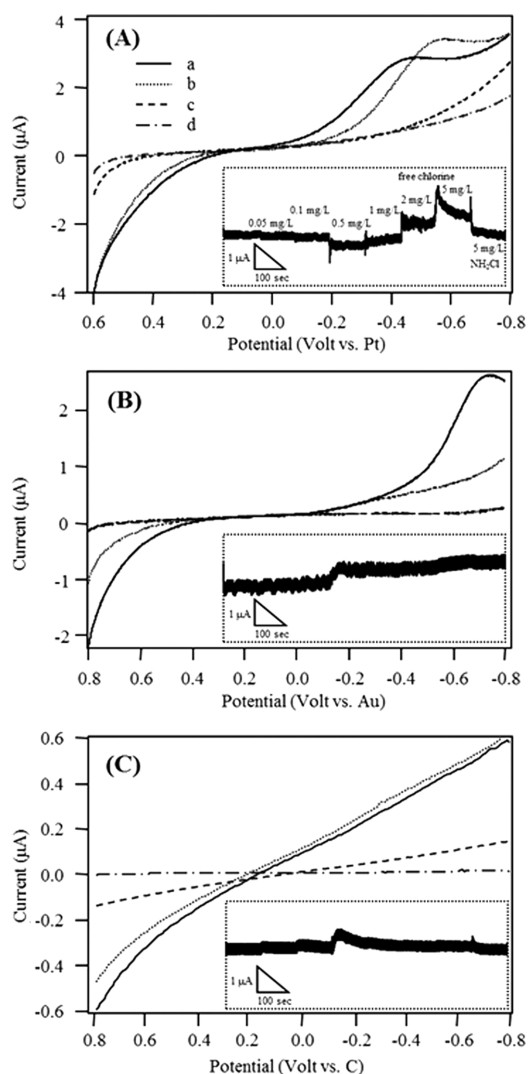 (A)
a
b
c
d
4
2
0
-2
-4
Current (µA)
free chlorine
0.05 mg/L
0.1 mg/L
0.5 mg/L
1 mg/L
2 mg/L
5 mg/L
5 mg/L
NH₂Cl
1 µA
100 sec
0.6 0.4 0.2 0.0 -0.2 -0.4 -0.6 -0.8
Potential (Volt vs. Pt)
(B)
2
1
0
-1
-2
Current (µA)
1 µA
100 sec
0.8 0.6 0.4 0.2 0.0 -0.2 -0.4 -0.6 -0.8
Potential (Volt vs. Au)
(C)
0.6
0.4
0.2
0.0
-0.2
-0.4
-0.6
Current (µA)
1 µA
100 sec
0.8 0.6 0.4 0.2 0.0 -0.2 -0.4 -0.6 -0.8
Potential (Volt vs. C)